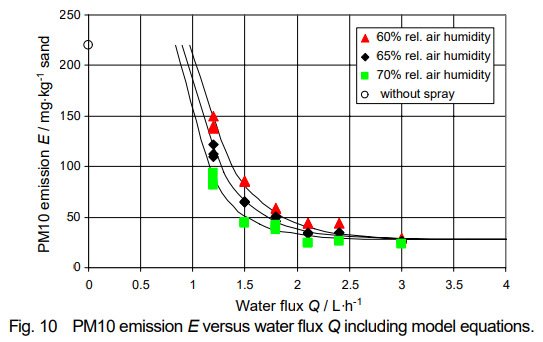 250
200
150
100
50
0
PM10 emission E / mg·kg⁻¹ sand
60% rel. air humidity
65% rel. air humidity
70% rel. air humidity
without spray
0 0.5 1 1.5 2 2.5 3 3.5 4
Water flux Q / L·h⁻¹
Fig. 10 PM10 emission E versus water flux Q including model equations.